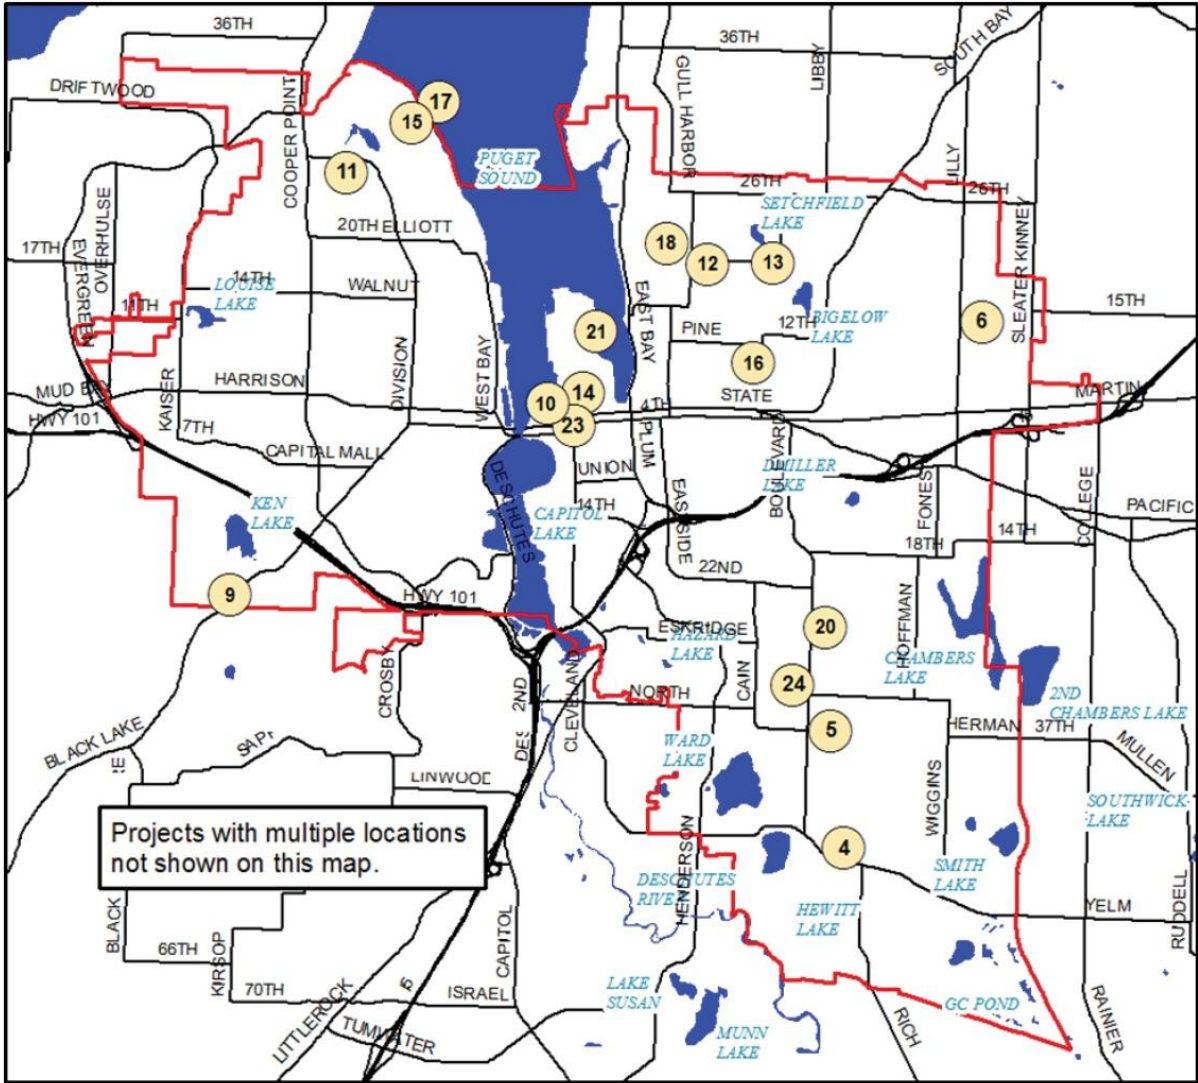 36TH
36TH
SOUTH BAY
DRIFTWOOD
COOPER POINT
GULL HARBOR
LIBBY
17
15
PUGET
SOUND
11
LILLY
26TH
26TH
SETCHFIELD
LAKE
OVERHULSE
20TH
ELLIOTT
SLEATER KINNEY
17TH
EVERGREEN
18
12
13
14TH
LOUISE
LAKE
WALNUT
EAST BAY
11TH
15TH
BIGELOW
LAKE
6
21
PINE
12TH
16
DIVISION
WEST BAY
HARRISON
MUD BAY
KAISER
14
10
23
4TH
STATE
MARTIN
HWY 101
7TH
CAPITAL MALL
PLUM
UNION
BOULEVARD
DMILLER
LAKE
DESCHUTES
14TH
EASTSIDE
FONES
COLLEGE
PACIFIC
KEN
LAKE
CAPITOL
LAKE
18TH
14TH
22ND
9
HWY 101
HOFFMAN
20
ESKRIDGE
HAZARD
LAKE
CHAMBERS
LAKE
CROSBY
CLEVELAND
CAIN
24
2ND
NORTH
2ND
CHAMBERS LAKE
5
HERMAN
37TH
MULLEN
BLACK LAKE
DES
WARD
LAKE
LINWOOD
WIGGINS
SOUTHWICK
LAKE
Projects with multiple locations
not shown on this map.
4
SMITH
LAKE
DESCHUTES
RIVER
HENDERSON
HEWITT
LAKE
YELM
RUDDELL
BLACK
66TH
KIRSOP
CAPITOL
70TH
ISRAEL
LAKE
SUSAN
GC POND
LITTLEROCK
TUMWATER
MUNN
LAKE
RICH
RAINIER